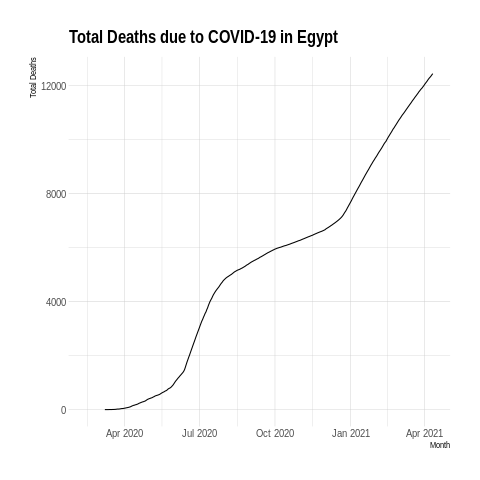 Total Deaths due to COVID-19 in Egypt
Total Deaths
12000
8000
4000
0
Apr 2020 Jul 2020 Oct 2020 Jan 2021 Apr 2021
Month